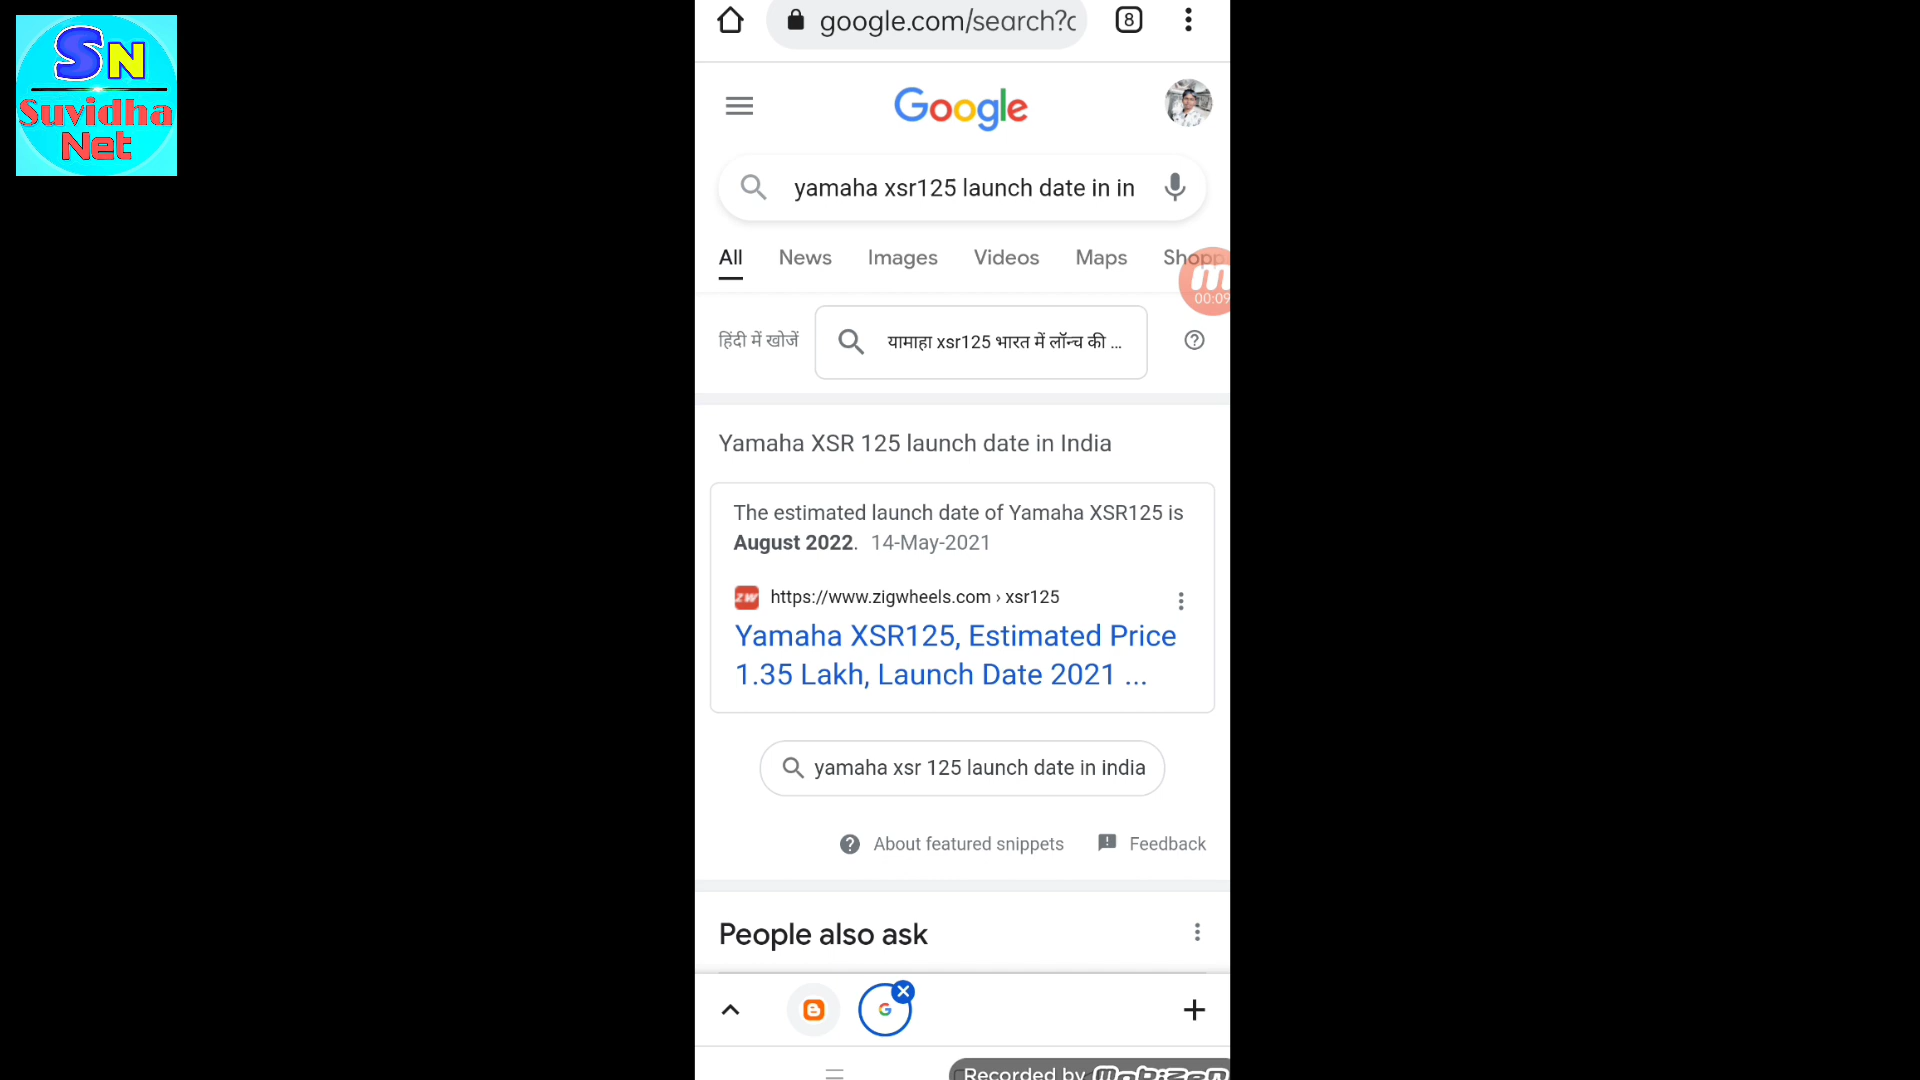 SN
Suvidha
Net
google.com/search?c
8
Google
yamaha xsr125 launch date in in
All News Images Videos Maps Shopp
00:09
हिंदी में खोजें
यामाहा xsr125 भारत में लॉन्च की ...
Yamaha XSR 125 launch date in India
The estimated launch date of Yamaha XSR125 is
August 2022. 14-May-2021
ZW
https://www.zigwheels.com › xsr125
Yamaha XSR125, Estimated Price
1.35 Lakh, Launch Date 2021 ...
yamaha xsr 125 launch date in india
About featured snippets Feedback
People also ask
Recorded by mobizen